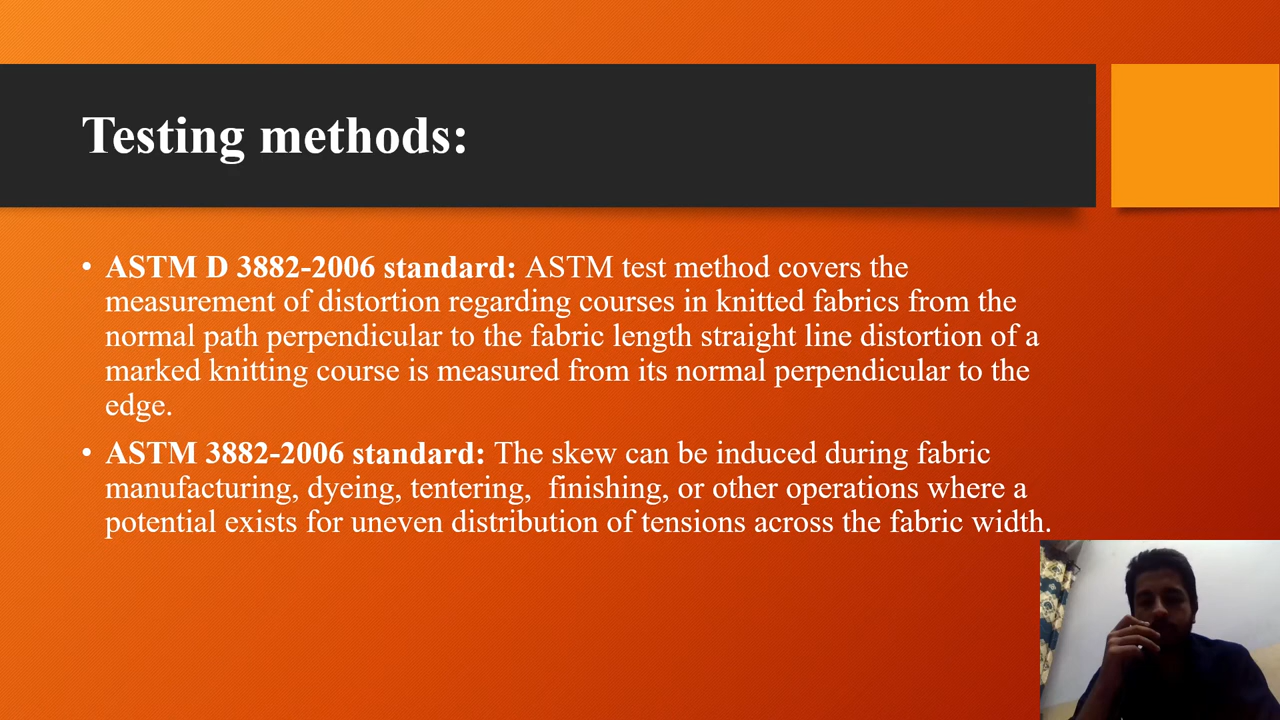 Testing methods:
• ASTM D 3882-2006 standard: ASTM test method covers the
measurement of distortion regarding courses in knitted fabrics from the
normal path perpendicular to the fabric length straight line distortion of a
marked knitting course is measured from its normal perpendicular to the
edge.
• ASTM 3882-2006 standard: The skew can be induced during fabric
manufacturing, dyeing, tentering,  finishing, or other operations where a
potential exists for uneven distribution of tensions across the fabric width.